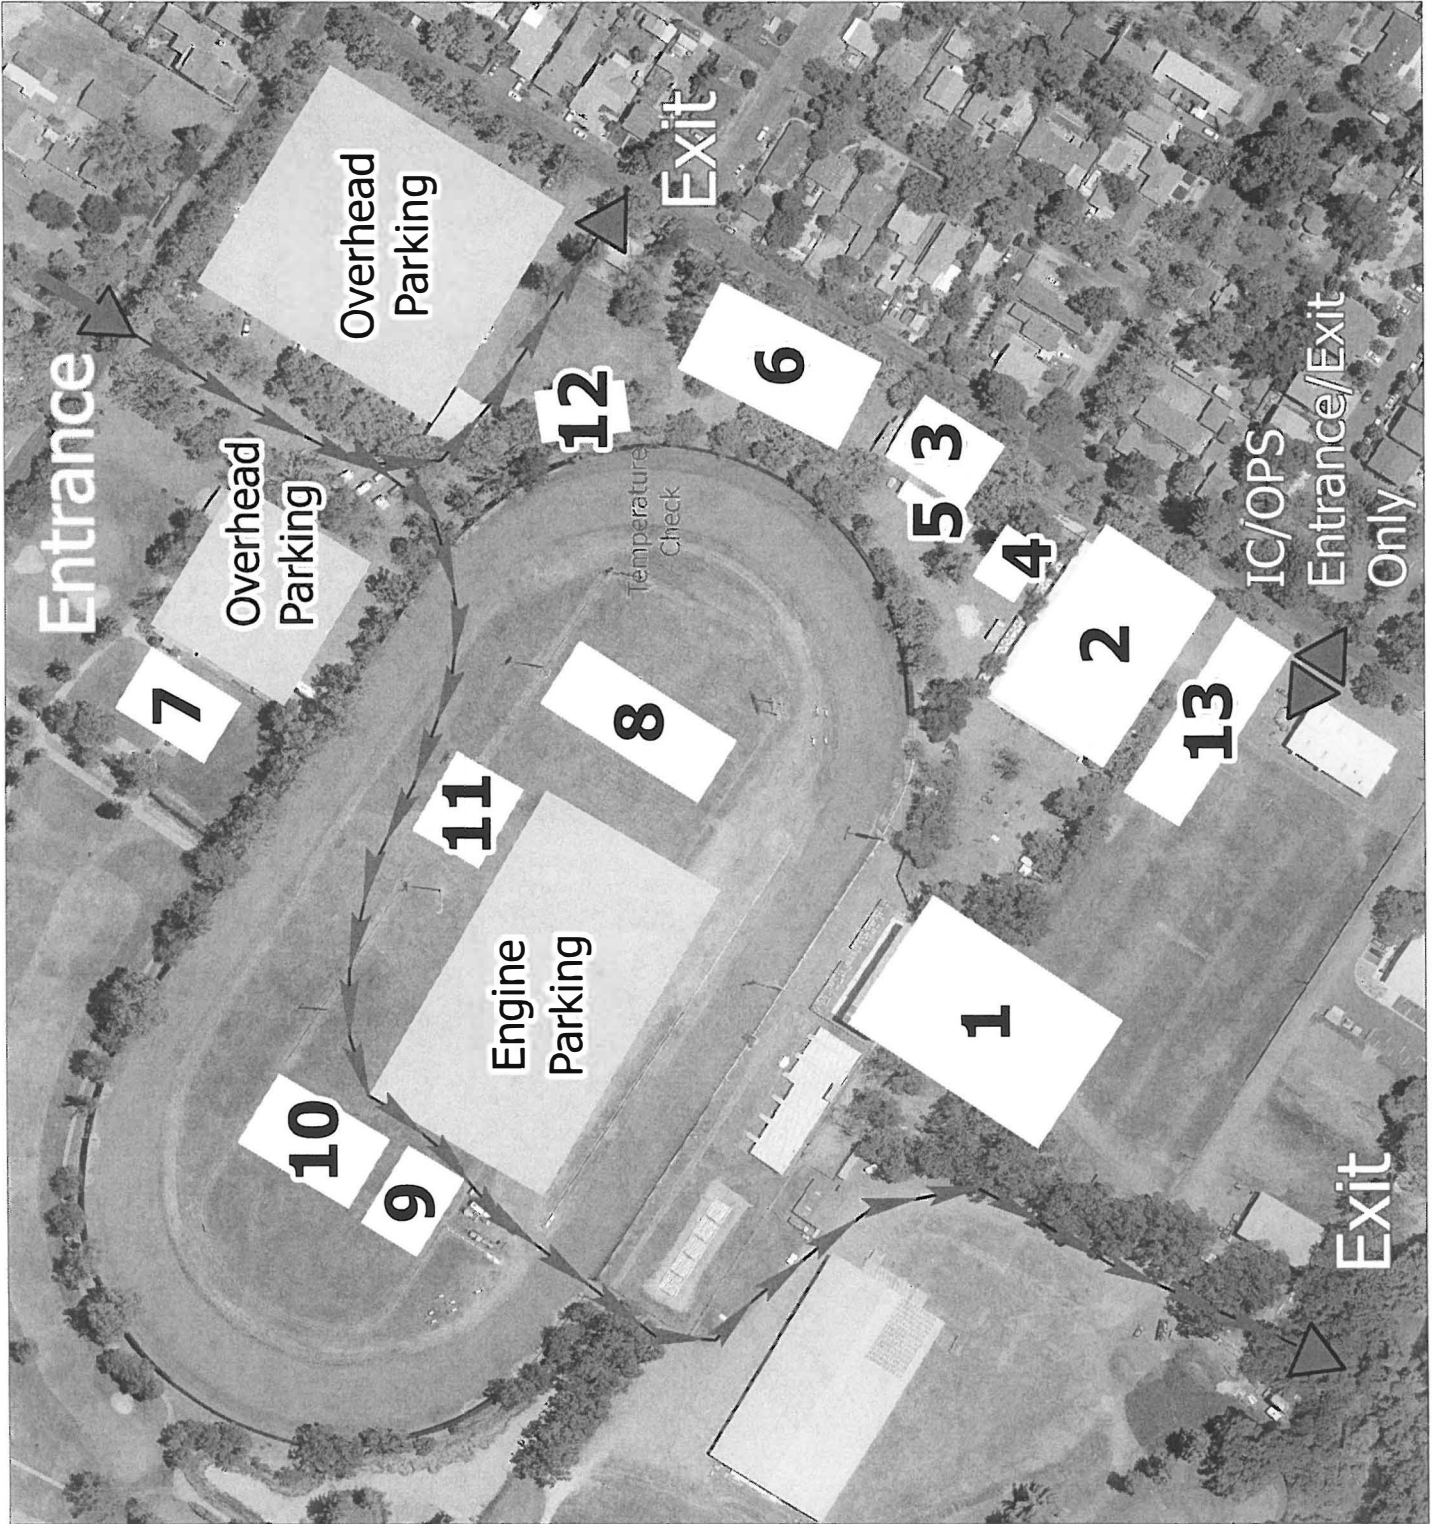 Entrance
7
Overhead
Parking
10
Overhead
Parking
9
11
Engine
Parking
12
8
Temperature
Check
Exit
6
5
3
1
4
2
13
IC/OPS
Entrance/Exit
Only
Exit